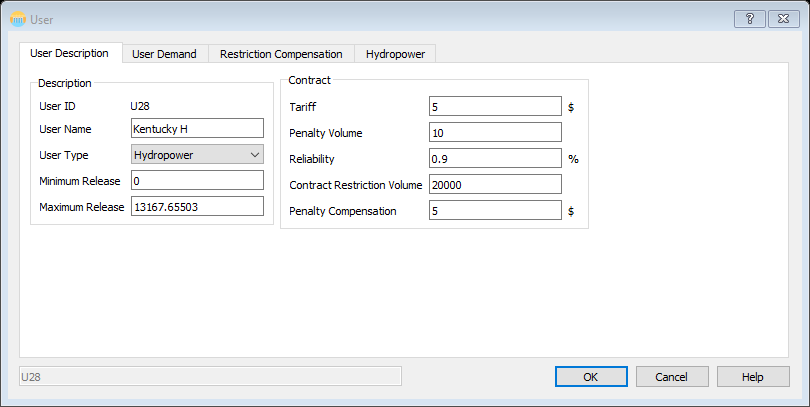 User
User Description User Demand Restriction Compensation Hydropower
Description
User ID U28
User Name Kentucky H
User Type Hydropower
Minimum Release 0
Maximum Release 13167.65503
Contract
Tariff 5 $
Penalty Volume 10
Reliability 0.9 %
Contract Restriction Volume 20000
Penalty Compensation 5 $
U28
OK Cancel Help